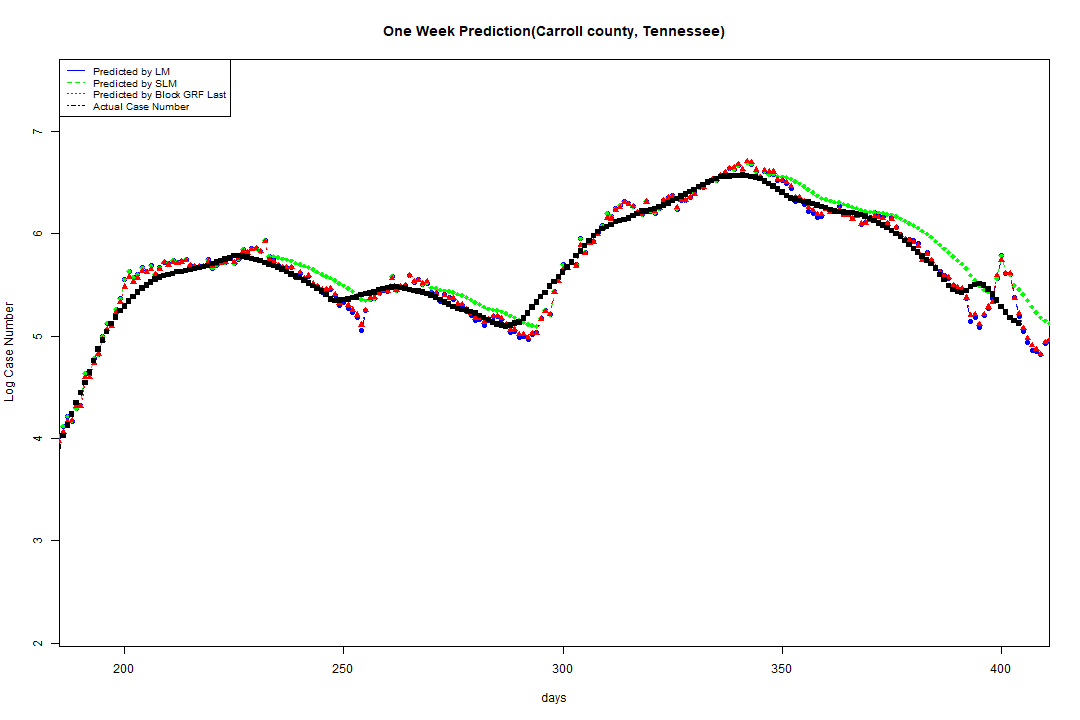 One Week Prediction(Carroll county, Tennessee)
Predicted by LM
Predicted by SLM
Predicted by Block GRF Last
Actual Case Number
7
6
5
4
3
2
Log Case Number
200 250 300 350 400
days